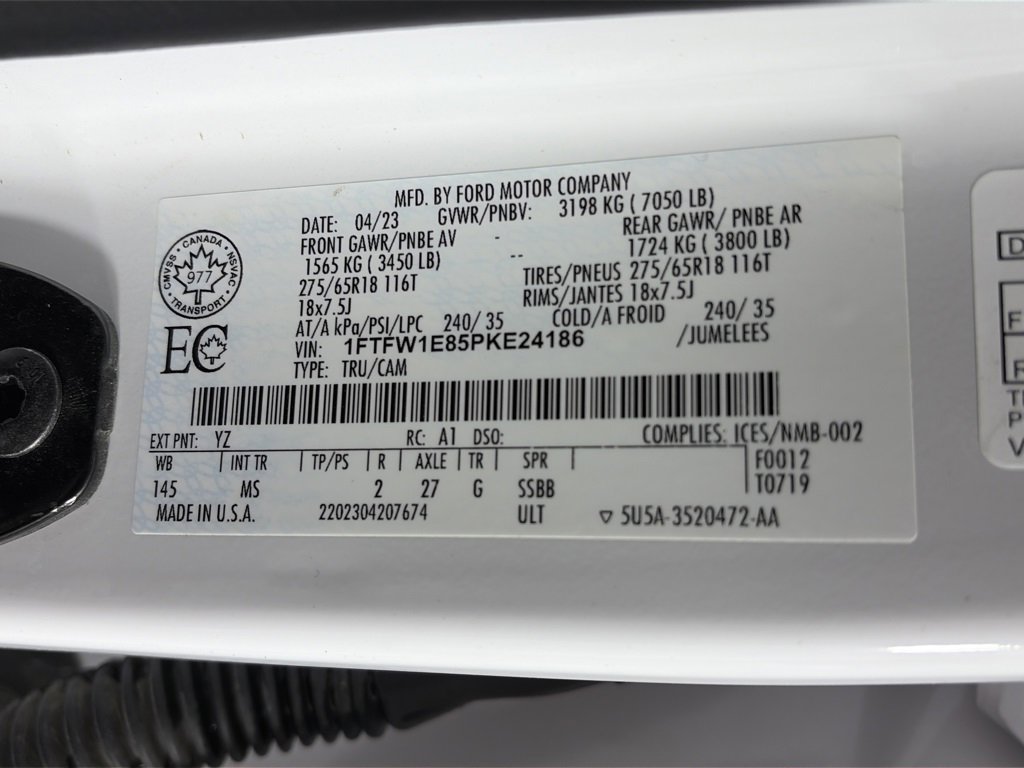 MFD. BY FORD MOTOR COMPANY
DATE: 04/23 GVWR/PNBV: 3198 KG ( 7050 LB)
FRONT GAWR/PNBE AV - REAR GAWR/ PNBE AR
1565 KG ( 3450 LB) - 1724 KG ( 3800 LB)
275/65R18 116T TIRES/PNEUS 275/65R18 116T
18x7.5J RIMS/JANTES 18x7.5J
AT/A kPa/PSI/LPC 240/ 35 COLD/A FROID 240/ 35
VIN: 1FTFW1E85PKE24186 /JUMELEES
TYPE: TRU/CAM
CANADA
CMVSS · NSVAC
977
TRANSPORT
EC
EXT PNT: YZ RC: A1 DSO: COMPLIES: ICES/NMB-002
WB INT TR TP/PS R AXLE TR SPR F0012
145 MS 2 27 G SSBB T0719
MADE IN U.S.A. 2202304207674 ULT ▽ 5U5A-3520472-AA
D
F
R
P
V